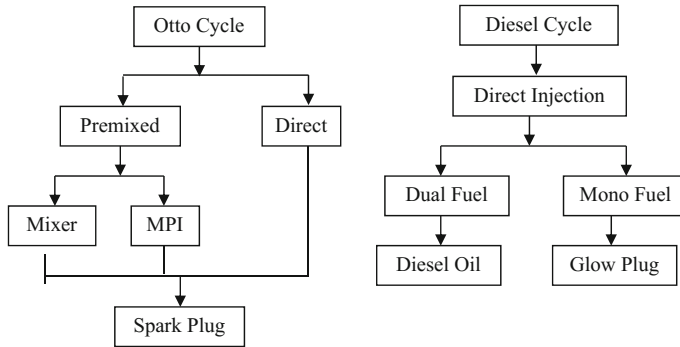 Otto Cycle
Premixed
Direct
Mixer
MPI
Spark Plug
Diesel Cycle
Direct Injection
Dual Fuel
Mono Fuel
Diesel Oil
Glow Plug